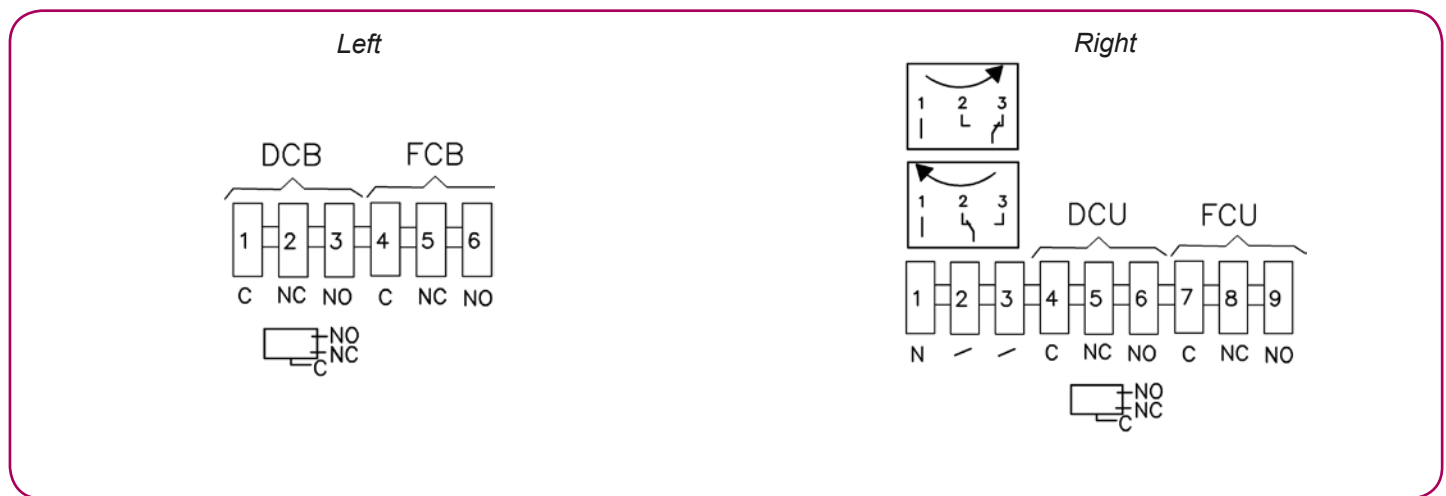 Left
DCB FCB
1 2 3 4 5 6
C NC NO C NC NO
NO
NC
C
Right
1 2 3
1 2 3
DCU FCU
1 2 3 4 5 6 7 8 9
N / / C NC NO C NC NO
NO
NC
C